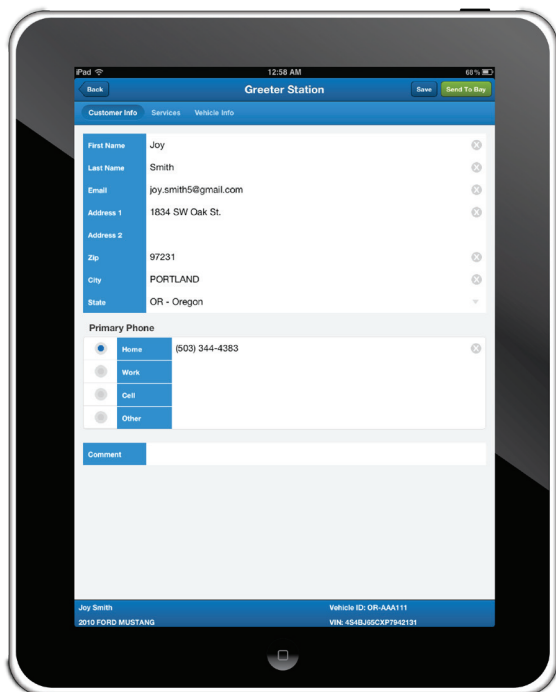 iPad 12:58 AM 68%
Back Greeter Station Save Send To Bay
Customer Info Services Vehicle Info
First Name Joy
Last Name Smith
Email joy.smith5@gmail.com
Address 1 1834 SW Oak St.
Address 2
Zip 97231
City PORTLAND
State OR - Oregon
Primary Phone
Home (503) 344-4383
Work
Cell
Other
Comment
Joy Smith Vehicle ID: OR-AAA111
2010 FORD MUSTANG VIN: 4S4BJ65CXP7942131